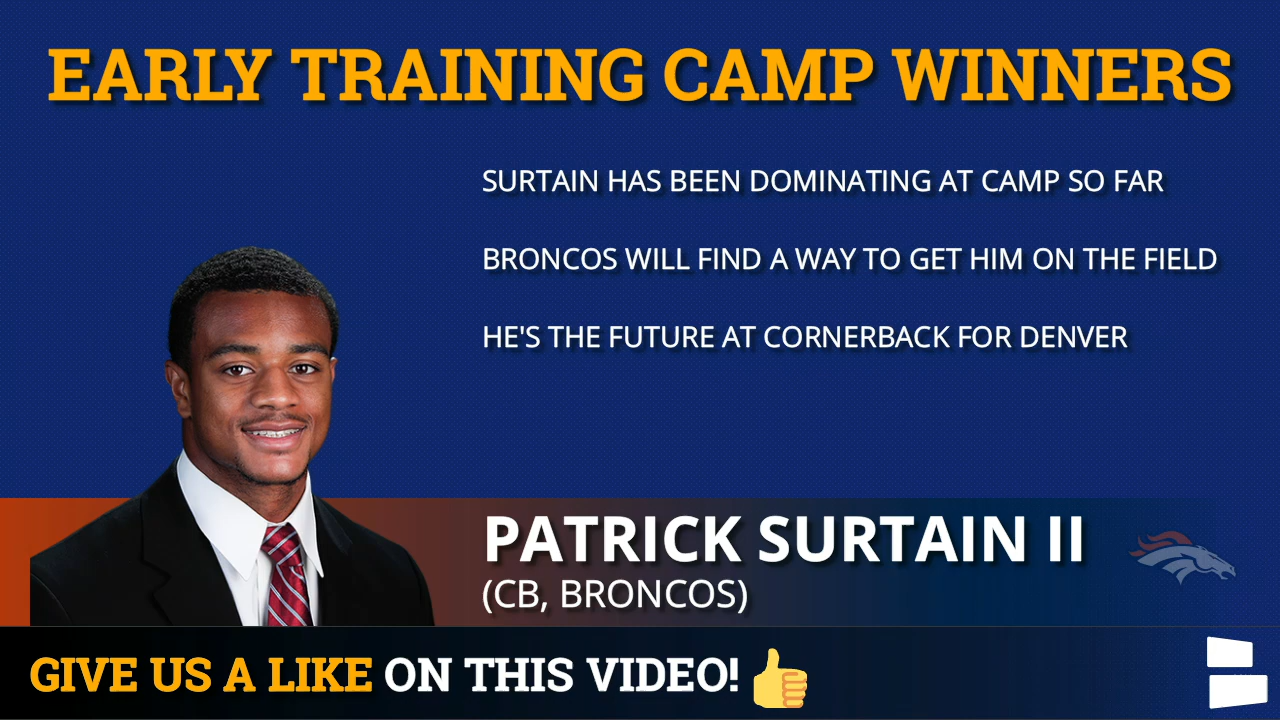 EARLY TRAINING CAMP WINNERS
SURTAIN HAS BEEN DOMINATING AT CAMP SO FAR
BRONCOS WILL FIND A WAY TO GET HIM ON THE FIELD
HE'S THE FUTURE AT CORNERBACK FOR DENVER
PATRICK SURTAIN II
(CB, BRONCOS)
GIVE US A LIKE ON THIS VIDEO!